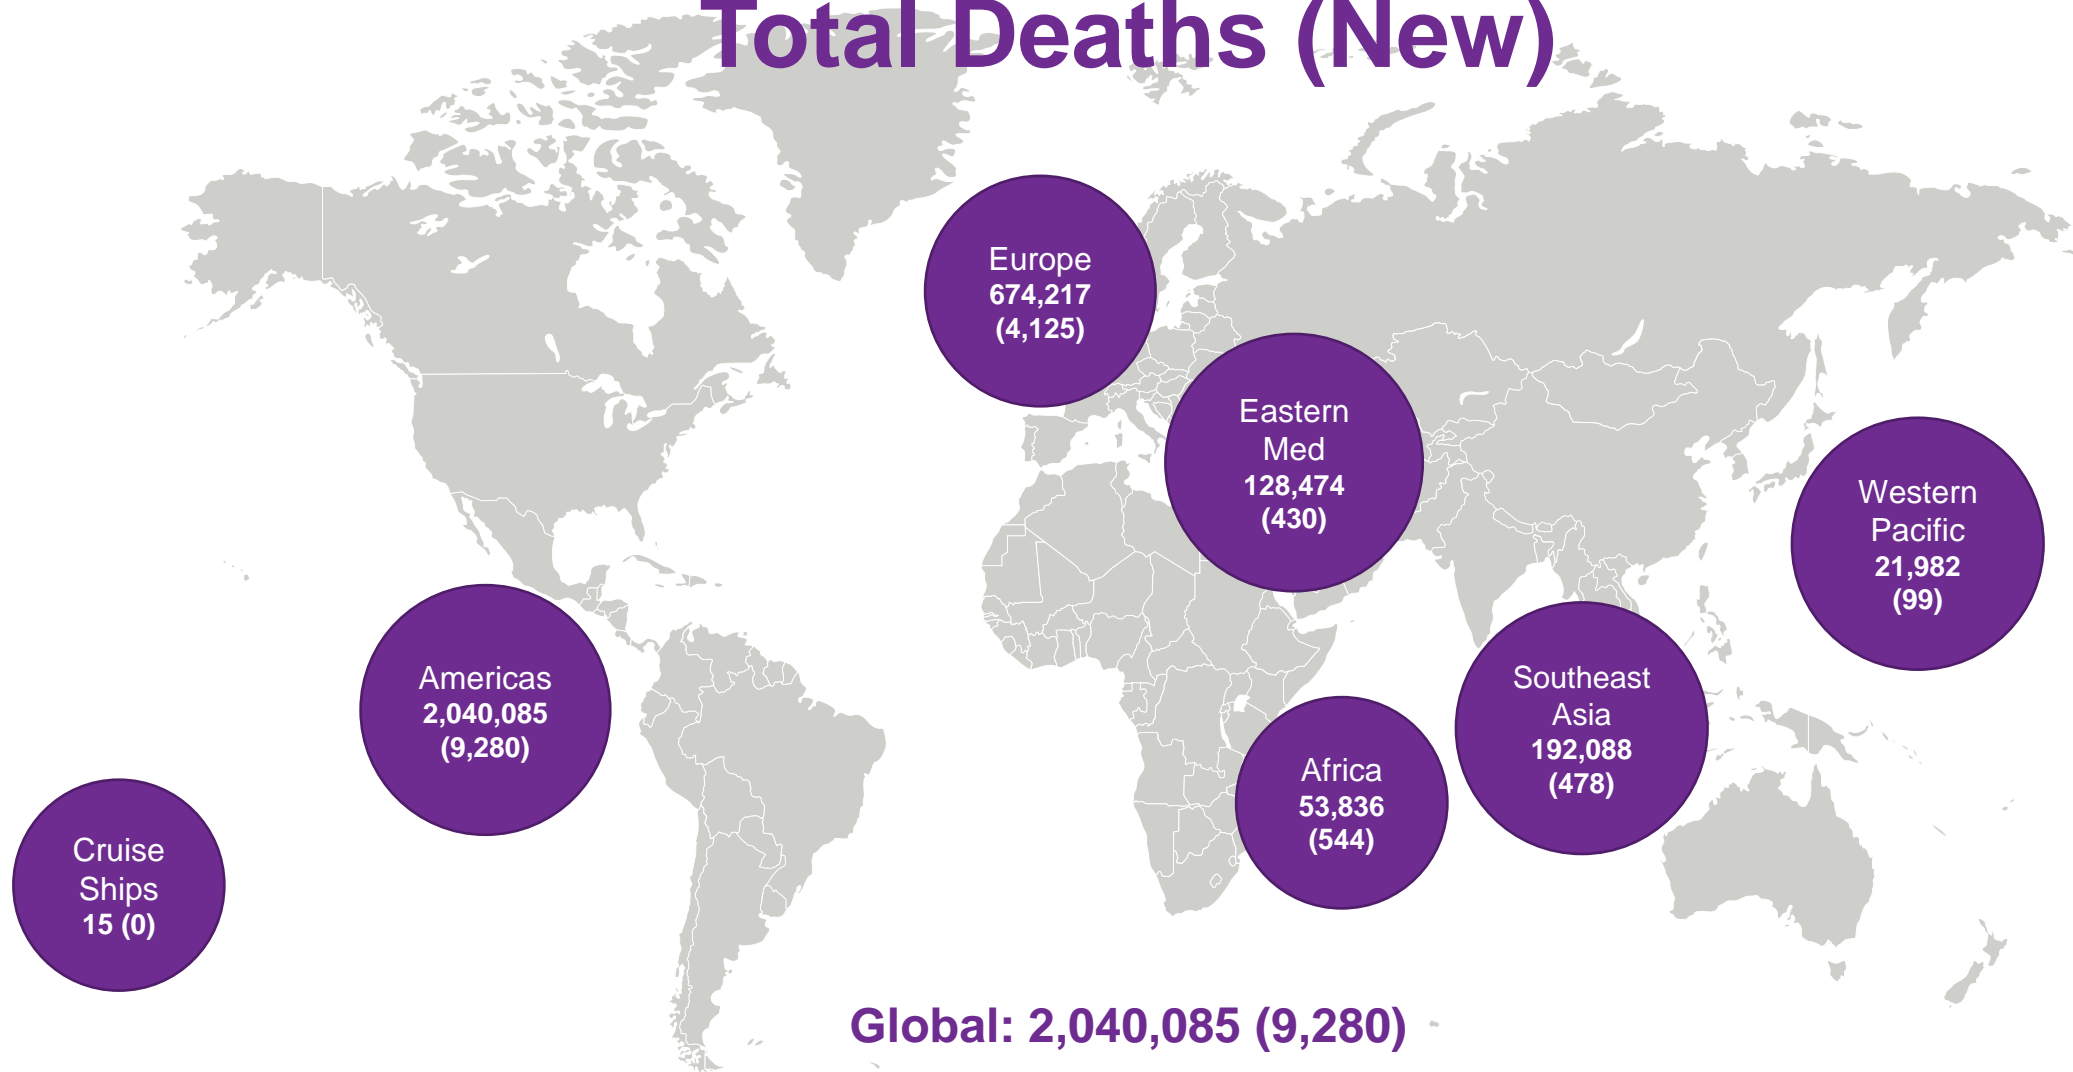 Total Deaths (New)
Europe
674,217
(4,125)
Eastern
Med
128,474
(430)
Western
Pacific
21,982
(99)
Americas
2,040,085
(9,280)
Southeast
Asia
192,088
(478)
Africa
53,836
(544)
Cruise
Ships
15 (0)
Global: 2,040,085 (9,280)